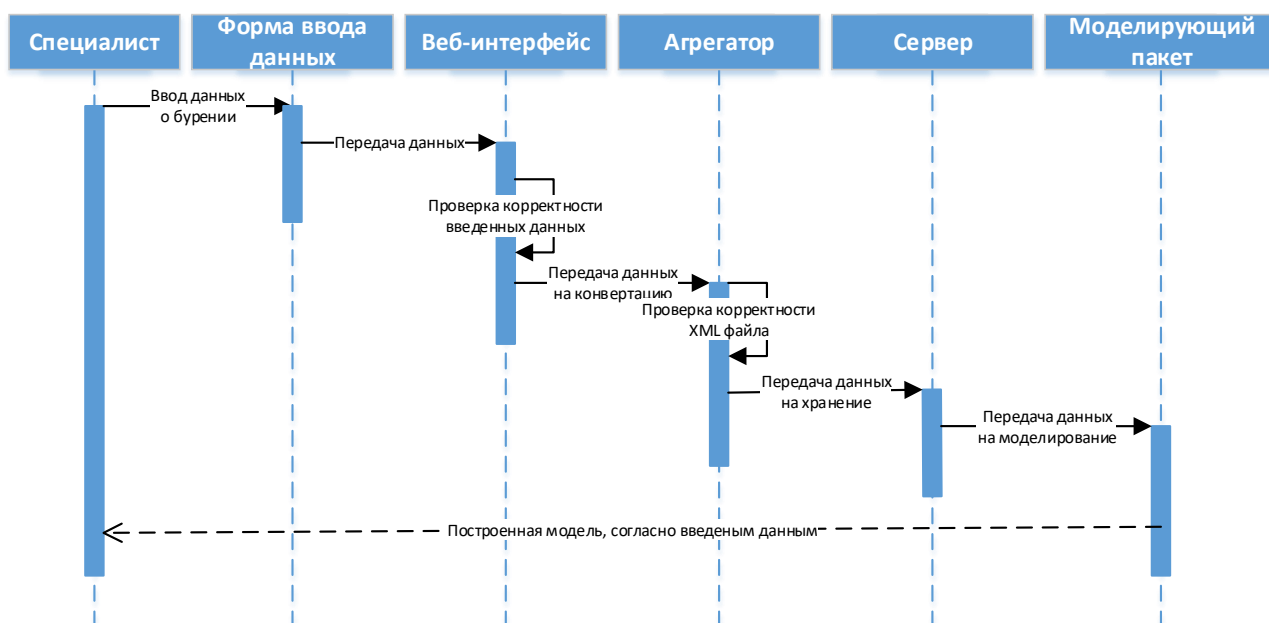 Специалист
Форма ввода
данных
Веб-интерфейс
Агрегатор
Сервер
Моделирующий
пакет
Ввод данных
о бурении
Передача данных
Проверка корректности
введенных данных
Передача данных
на конвертацию
Проверка корректности
XML файла
Передача данных
на хранение
Передача данных
на моделирование
Построенная модель, согласно введеным данным